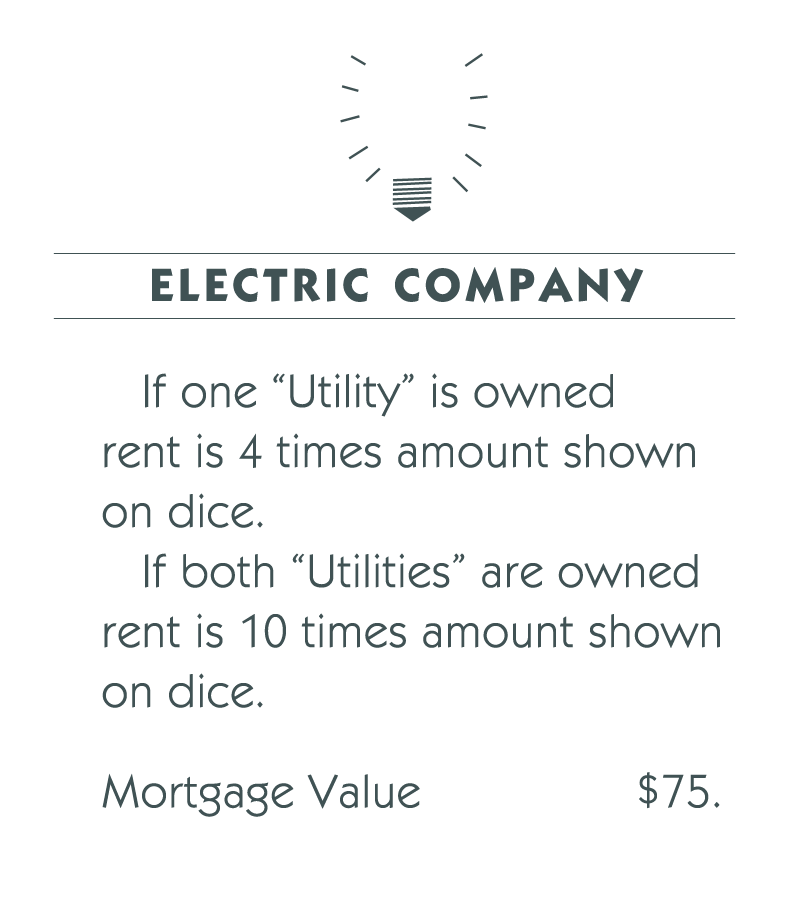 ELECTRIC COMPANY
If one “Utility” is owned
rent is 4 times amount shown
on dice.
If both “Utilities” are owned
rent is 10 times amount shown
on dice.
Mortgage Value $75.